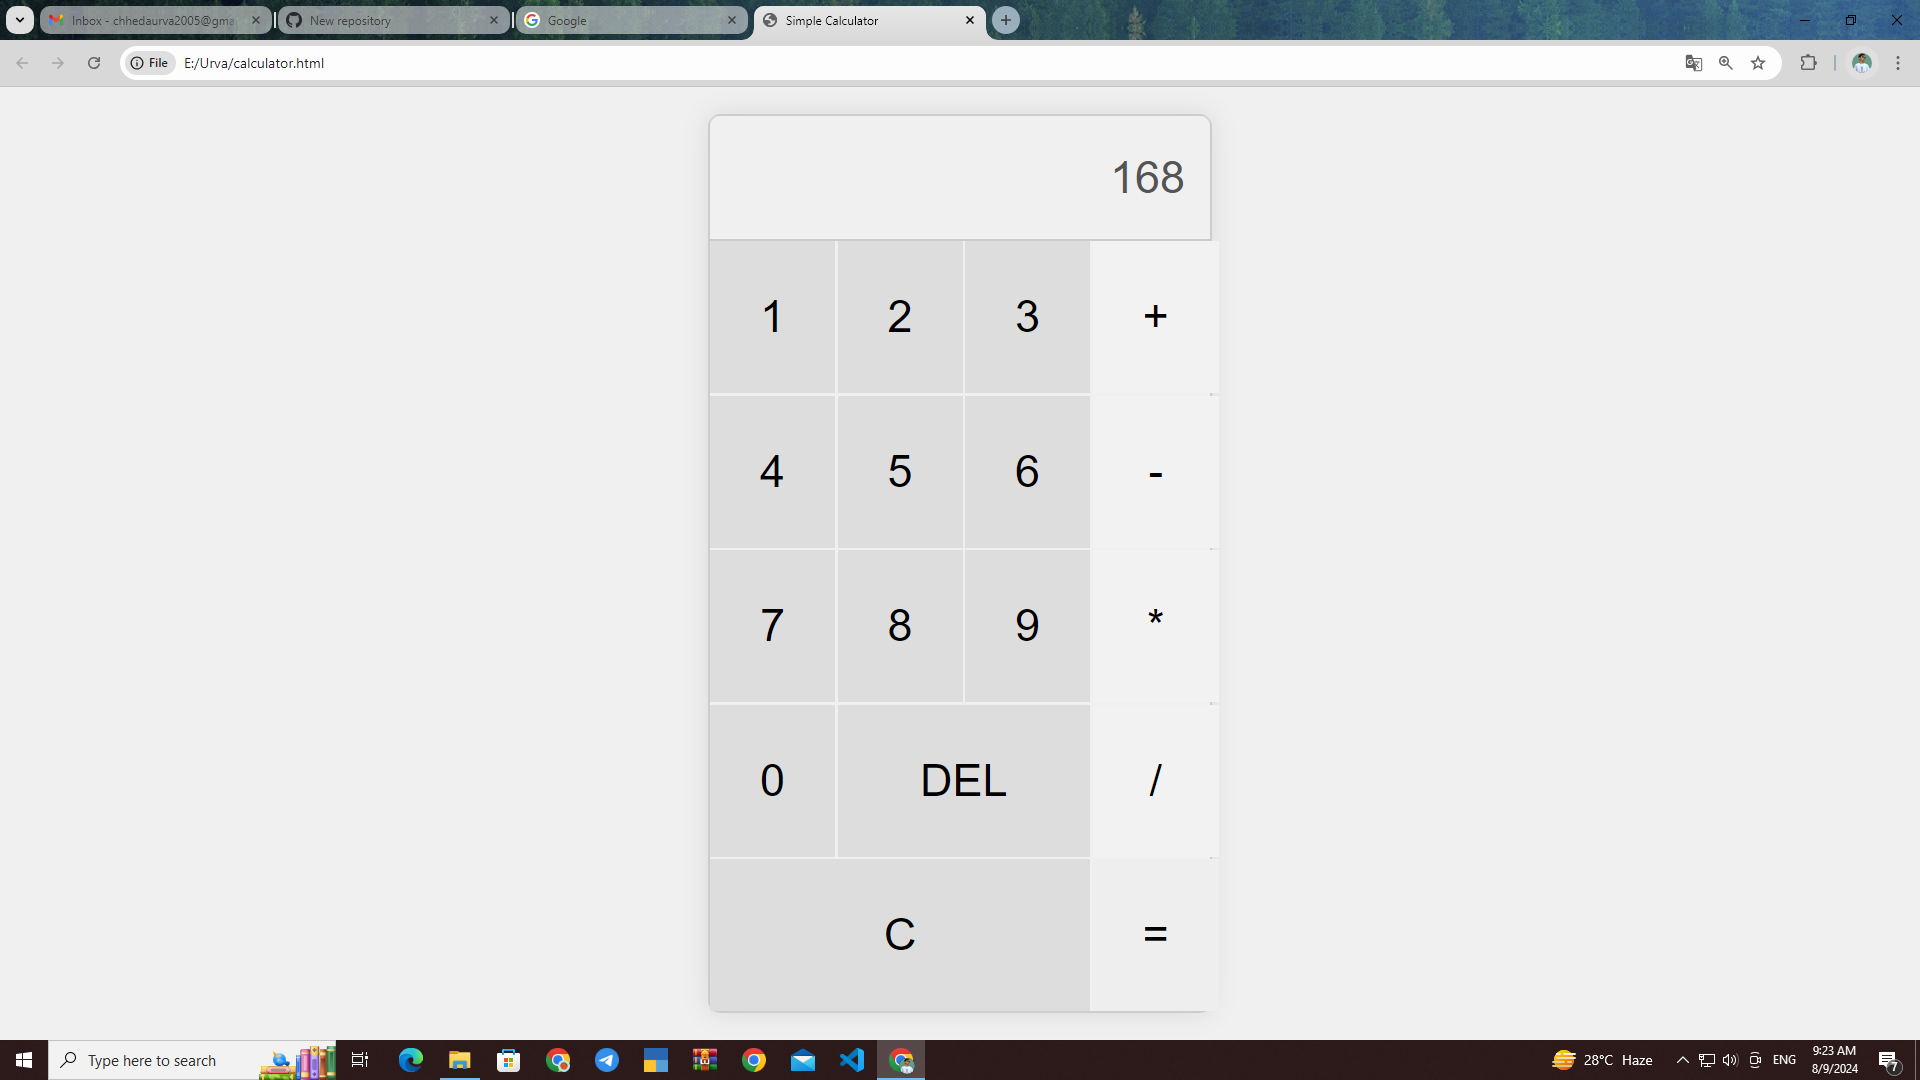 Inbox - chhedaurva2005@gma
New repository
Google
Simple Calculator
File
E:/Urva/calculator.html
168
1 2 3 +
4 5 6 -
7 8 9 *
0 DEL /
C =
Type here to search
28°C Haze
ENG
9:23 AM
8/9/2024
7